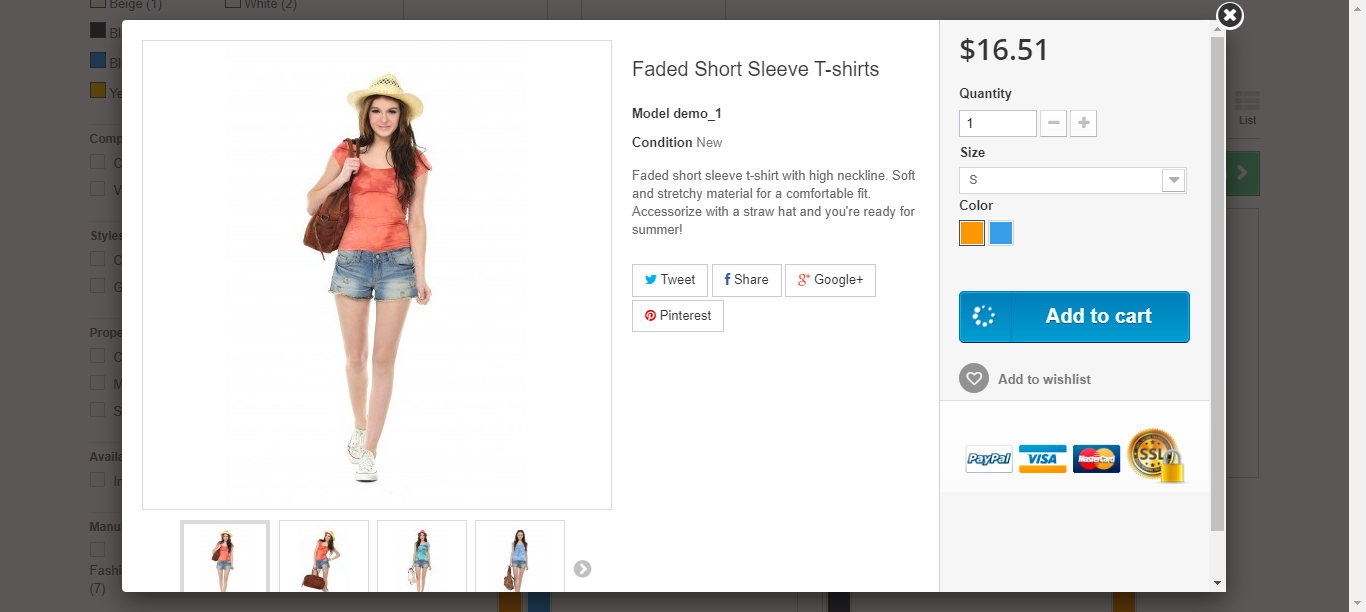 Beige (1)
White (2)
Bl
Bl
Ye
Comp
C
V
Styles
C
G
Prope
C
M
S
Availa
In
Manu
Fashi
(7)
List
Faded Short Sleeve T-shirts
Model demo_1
Condition New
Faded short sleeve t-shirt with high neckline. Soft
and stretchy material for a comfortable fit.
Accessorize with a straw hat and you're ready for
summer!
Tweet
Share
Google+
Pinterest
$16.51
Quantity
1
Size
S
Color
Add to cart
Add to wishlist
PayPal
VISA
MasterCard
SSL